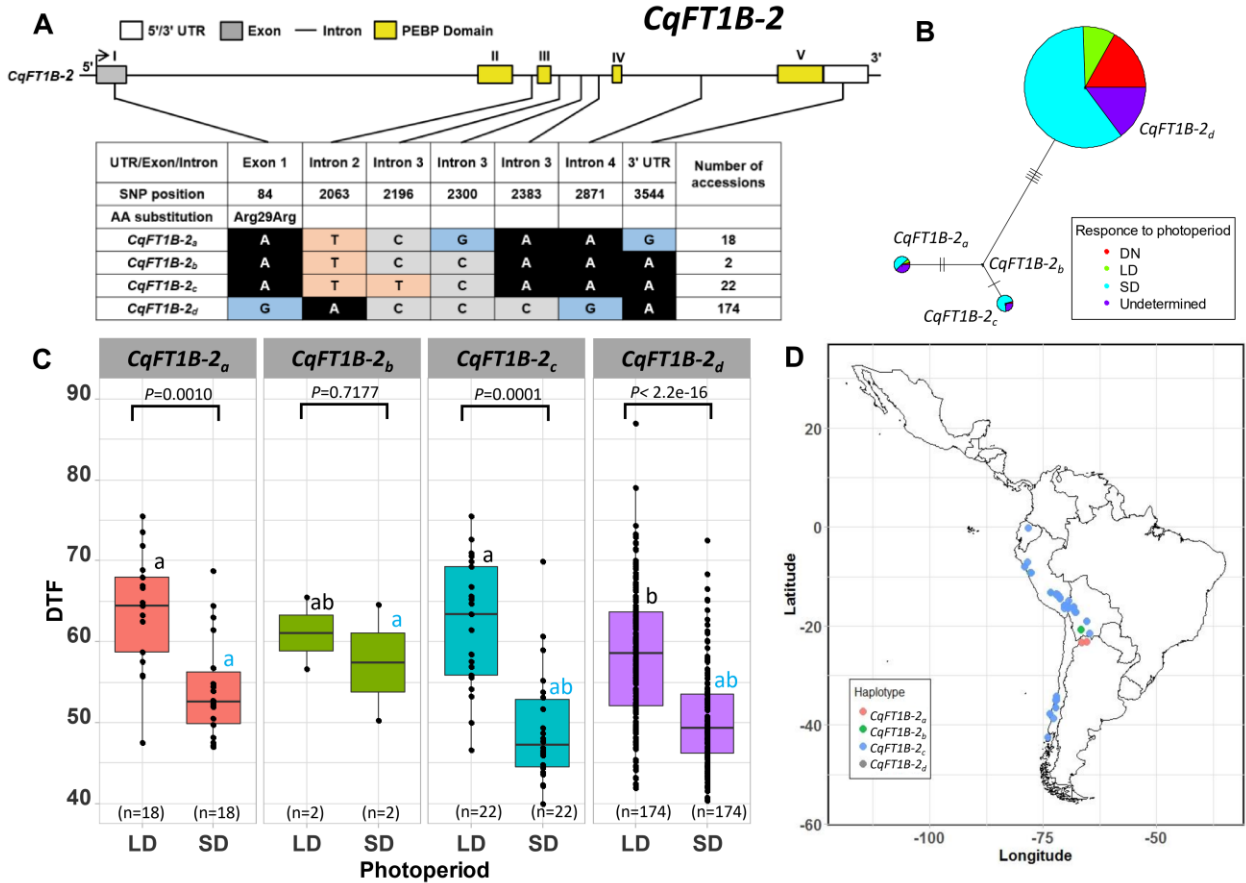 CqFT1B-2
A
5'/3' UTR
Exon
Intron
PEBP Domain
5'
I
II
III
IV
V
3'
CqFT1B-2
UTR/Exon/Intron Exon 1 Intron 2 Intron 3 Intron 3 Intron 3 Intron 4 3' UTR Number of accessions
SNP position 84 2063 2196 2300 2383 2871 3544
AA substitution Arg29Arg
CqFT1B-2a A T C G A A G 18
CqFT1B-2b A T C C A A A 2
CqFT1B-2c A T T C A A A 22
CqFT1B-2d G A C C C G A 174
B
CqFT1B-2d
CqFT1B-2a
CqFT1B-2b
CqFT1B-2c
Responce to photoperiod
DN
LD
SD
Undetermined
C
CqFT1B-2a CqFT1B-2b CqFT1B-2c CqFT1B-2d
P=0.0010 P=0.7177 P=0.0001 P< 2.2e-16
90
80
70
60
50
40
DTF
a
a
ab
a
a
ab
b
ab
(n=18) (n=18) (n=2) (n=2) (n=22) (n=22) (n=174) (n=174)
LD SD LD SD LD SD LD SD
Photoperiod
D
20
0
-20
-40
-60
Latitude
Haplotype
CqFT1B-2a
CqFT1B-2b
CqFT1B-2c
CqFT1B-2d
-100 -75 -50
Longitude